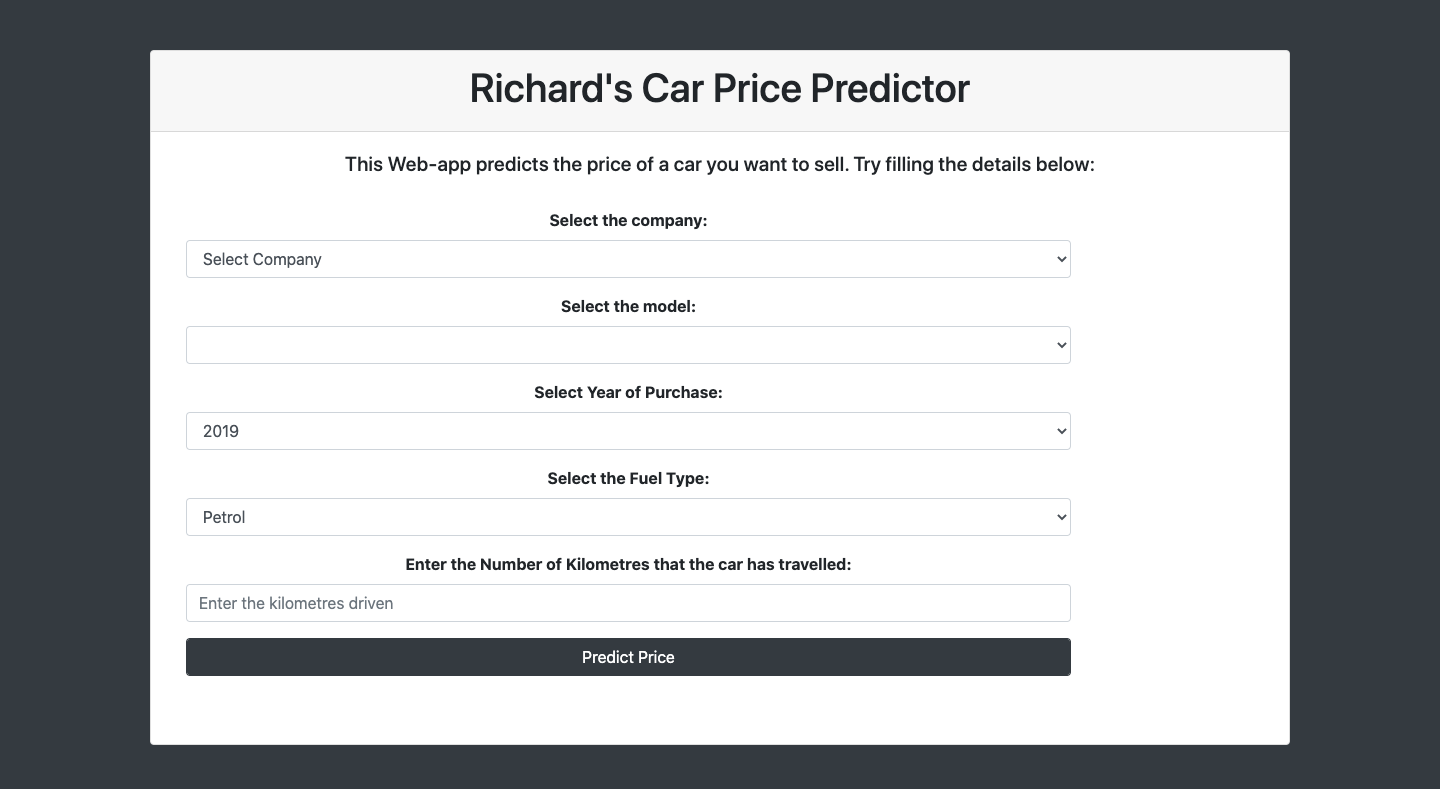 Richard's Car Price Predictor
This Web-app predicts the price of a car you want to sell. Try filling the details below:
Select the company:
Select Company
Select the model:
Select Year of Purchase:
2019
Select the Fuel Type:
Petrol
Enter the Number of Kilometres that the car has travelled:
Enter the kilometres driven
Predict Price